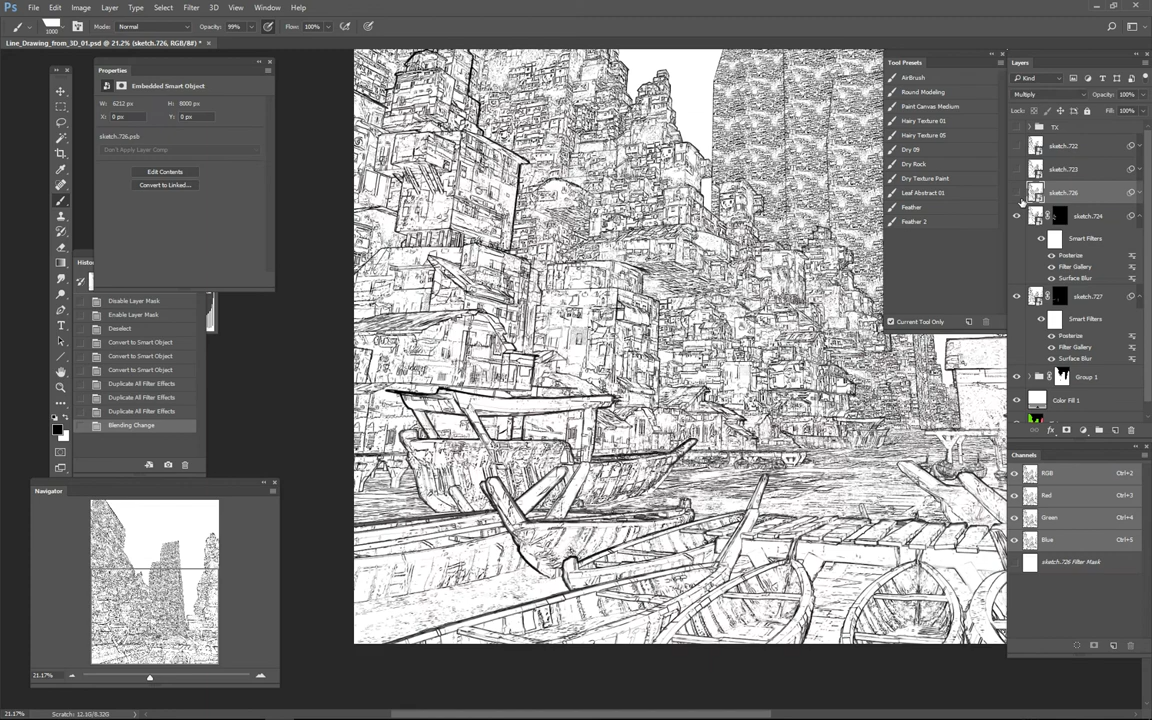 Ps File Edit Image Layer Type Select Filter 3D View Window Help
1000 Mode: Normal Opacity: 99% Flow: 100%
Line_Drawing_from_3D_01.psd @ 21.2% (sketch.726, RGB/8#) *
Properties
Embedded Smart Object
W: 6212 px H: 8000 px
X: 0 px Y: 0 px
sketch.726.psb
Don't Apply Layer Comp
Edit Contents
Convert to Linked...
Disable Layer Mask
Enable Layer Mask
Deselect
Convert to Smart Object
Convert to Smart Object
Convert to Smart Object
Duplicate All Filter Effects
Duplicate All Filter Effects
Duplicate All Filter Effects
Blending Change
Navigator
21.17%
Tool Presets
AirBrush
Round Modeling
Paint Canvas Medium
Hairy Texture 01
Hairy Texture 05
Dry 09
Dry Rock
Dry Texture Paint
Leaf Abstract 01
Feather
Feather 2
Current Tool Only
Layers
Kind
Multiply Opacity: 100%
Lock: Fill: 100%
TX
sketch.722
sketch.723
sketch.726
sketch.724
Smart Filters
Posterize
Filter Gallery
Surface Blur
sketch.727
Smart Filters
Posterize
Filter Gallery
Surface Blur
Group 1
Color Fill 1
Channels
RGB Ctrl+2
Red Ctrl+3
Green Ctrl+4
Blue Ctrl+5
sketch.726 Filter Mask
21.17% Scratch: 12.1G/8.32G